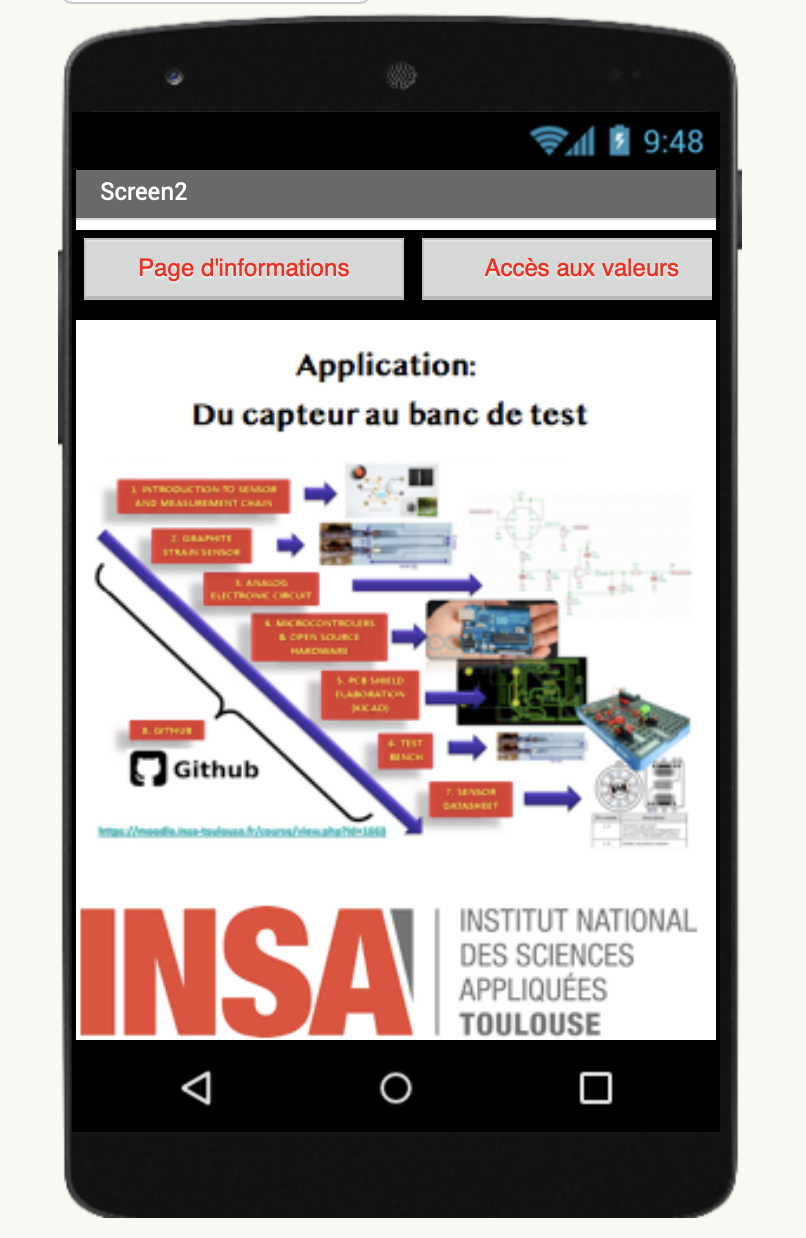 9:48
Screen2
Page d'informations
Accès aux valeurs
Application:
Du capteur au banc de test
1. INTRODUCTION TO SENSOR
AND MEASUREMENT CHAIN
2. GRAPHITE
STRAIN SENSOR
3. ANALOG
ELECTRONIC CIRCUIT
4. MICROCONTROLERS
& OPEN SOURCE
HARDWARE
5. PCB SHIELD
ELABORATION
(KICAD)
6. TEST
BENCH
7. SENSOR
DATASHEET
8. GITHUB
Github
https://moodle.insa-toulouse.fr/course/view.php?id=1663
INSA
INSTITUT NATIONAL
DES SCIENCES
APPLIQUÉES
TOULOUSE